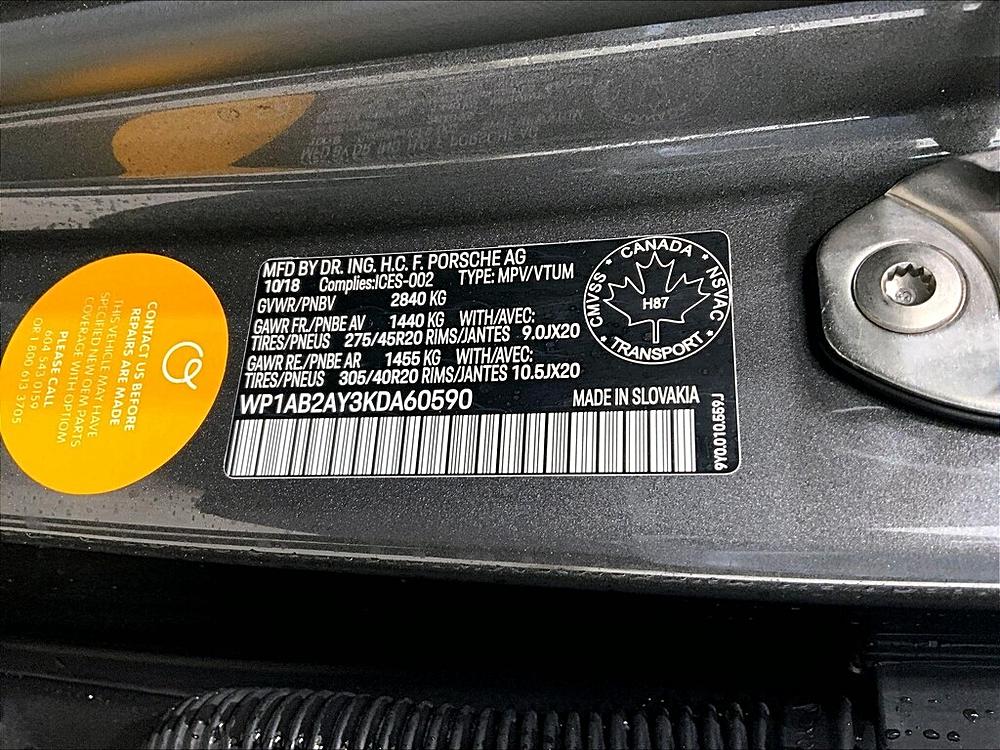 MFD BY DR. ING. H.C. F. PORSCHE AG
10/18 Complies:ICES-002 TYPE: MPV/VTUM
GVWR/PNBV 2840 KG
GAWR FR./PNBE AV 1440 KG WITH/AVEC:
TIRES/PNEUS 275/45R20 RIMS/JANTES 9.0JX20
GAWR RE./PNBE AR 1455 KG WITH/AVEC:
TIRES/PNEUS 305/40R20 RIMS/JANTES 10.5JX20
WP1AB2AY3KDA60590 MADE IN SLOVAKIA
9Y0.010.559J
CANADA
CMVSS
NSVAC
TRANSPORT
H87
CONTACT US BEFORE
REPAIRS ARE MADE
THIS VEHICLE MAY HAVE
SPECIFIED NEW OEM PARTS
COVERAGE WITH OPTIOM
PLEASE CALL
604 543 0159
OR 1 800 613 3705